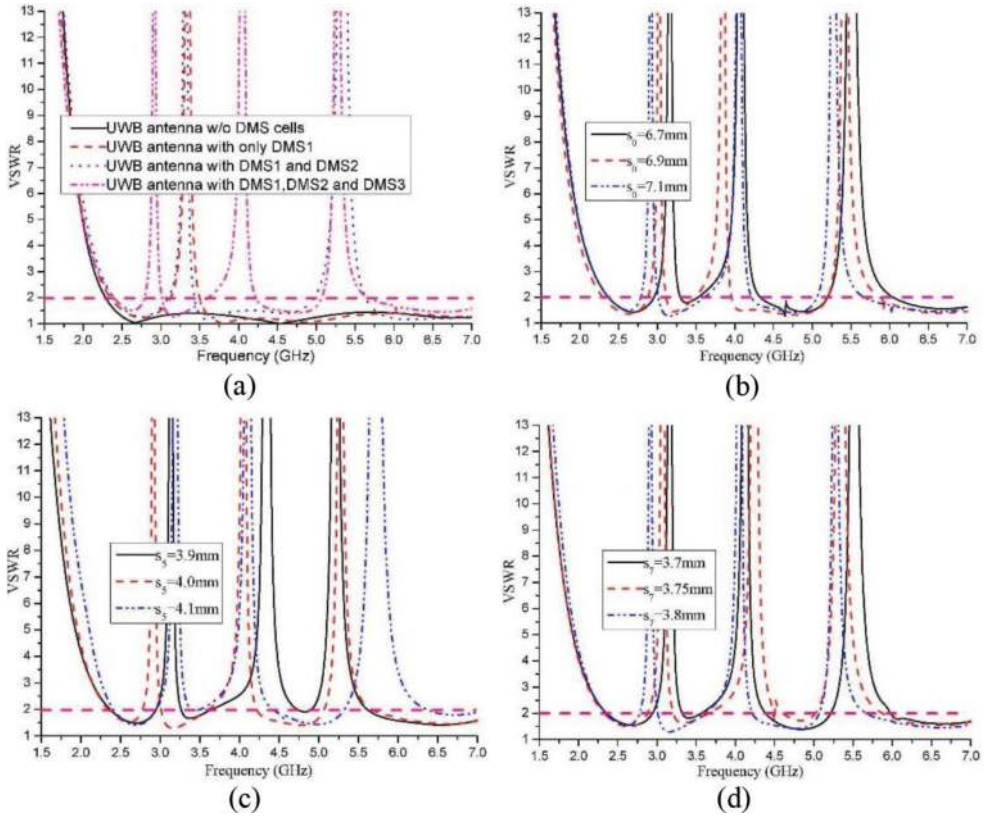 13
12
11
10
9
8
7
6
5
4
3
2
1
VSWR
UWB antenna w/o DMS cells
UWB antenna with only DMS1
UWB antenna with DMS1 and DMS2
UWB antenna with DMS1,DMS2 and DMS3
1.5 2.0 2.5 3.0 3.5 4.0 4.5 5.0 5.5 6.0 6.5 7.0
Frequency (GHz)
(a)
13
12
11
10
9
8
7
6
5
4
3
2
1
VSWR
s0=6.7mm
s0=6.9mm
s0=7.1mm
1.5 2.0 2.5 3.0 3.5 4.0 4.5 5.0 5.5 6.0 6.5 7.0
Frequency (GHz)
(b)
13
12
11
10
9
8
7
6
5
4
3
2
1
VSWR
s5=3.9mm
s5=4.0mm
s5=4.1mm
1.5 2.0 2.5 3.0 3.5 4.0 4.5 5.0 5.5 6.0 6.5 7.0
Frequency (GHz)
(c)
13
12
11
10
9
8
7
6
5
4
3
2
1
VSWR
s7=3.7mm
s7=3.75mm
s7=3.8mm
1.5 2.0 2.5 3.0 3.5 4.0 4.5 5.0 5.5 6.0 6.5 7.0
Frequency (GHz)
(d)